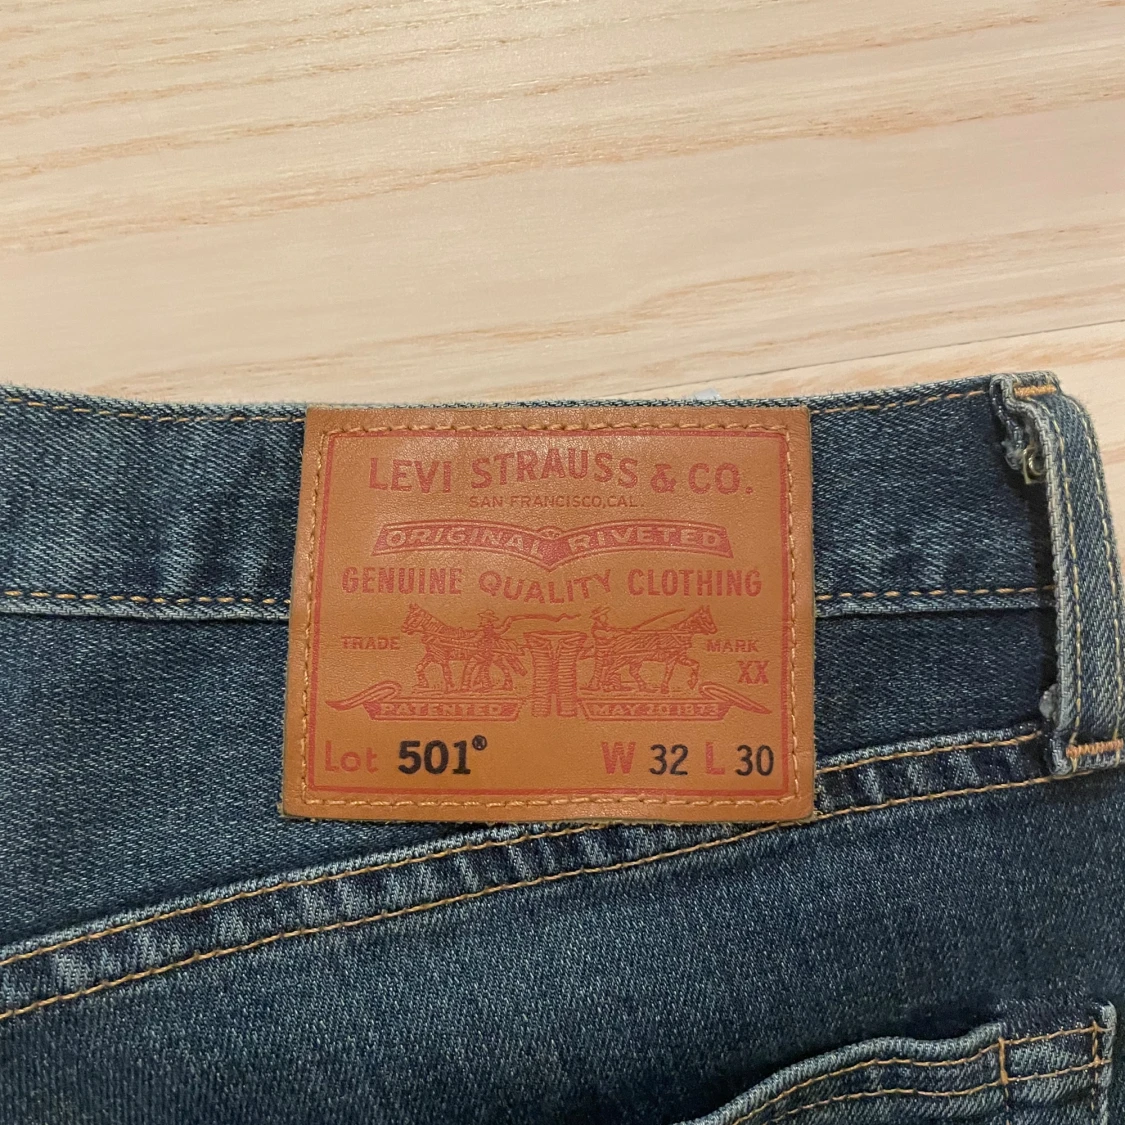 LEVI STRAUSS & CO.
SAN FRANCISCO, CAL.
ORIGINAL RIVETED
GENUINE QUALITY CLOTHING
TRADE MARK
XX
PATENTED MAY 20 1873
Lot 501® W 32 L 30